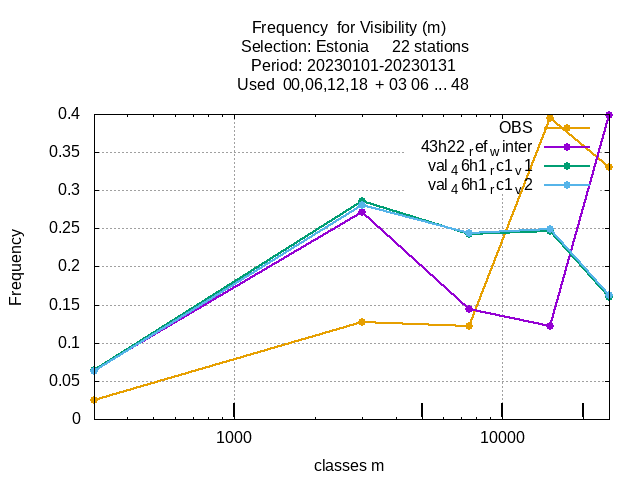 Frequency  for Visibility (m)
Selection: Estonia     22 stations
Period: 20230101-20230131
Used  00,06,12,18  + 03 06 ... 48
0.4
0.35
0.3
0.25
0.2
0.15
0.1
0.05
0
Frequency
OBS
43h22_ref_winter
val_46h1_rc1_v1
val_46h1_rc1_v2
1000
10000
classes m